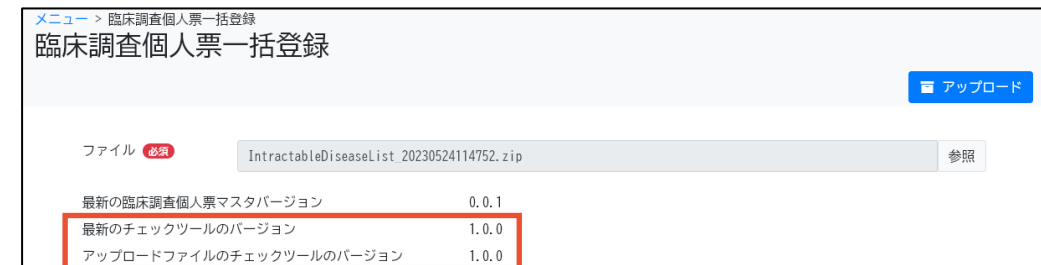 メニュー > 臨床調査個人票一括登録
臨床調査個人票一括登録
アップロード
ファイル 必須 IntractableDiseaseList_20230524114752.zip 参照
最新の臨床調査個人票マスタバージョン 0.0.1
最新のチェックツールのバージョン 1.0.0
アップロードファイルのチェックツールのバージョン 1.0.0